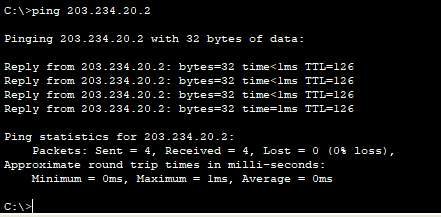 C:\>ping 203.234.20.2
Pinging 203.234.20.2 with 32 bytes of data:
Reply from 203.234.20.2: bytes=32 time<1ms TTL=126
Reply from 203.234.20.2: bytes=32 time<1ms TTL=126
Reply from 203.234.20.2: bytes=32 time<1ms TTL=126
Reply from 203.234.20.2: bytes=32 time=1ms TTL=126
Ping statistics for 203.234.20.2:
Packets: Sent = 4, Received = 4, Lost = 0 (0% loss),
Approximate round trip times in milli-seconds:
Minimum = 0ms, Maximum = 1ms, Average = 0ms
C:\>